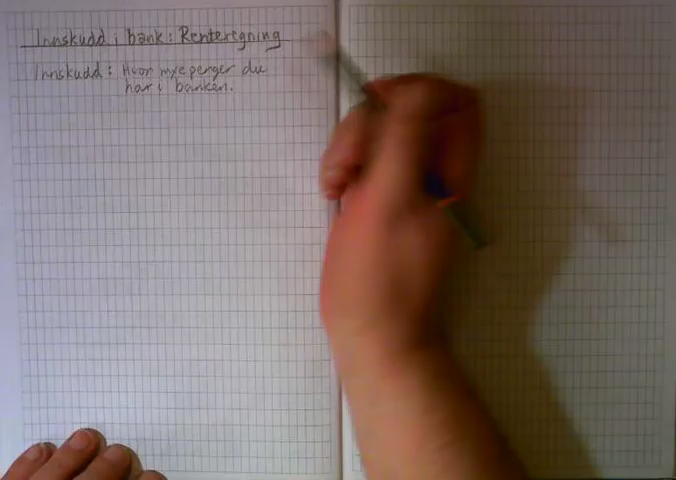 Innskudd i bank: Renteregning
Innskudd: Hvor mye penger du
har i banken.